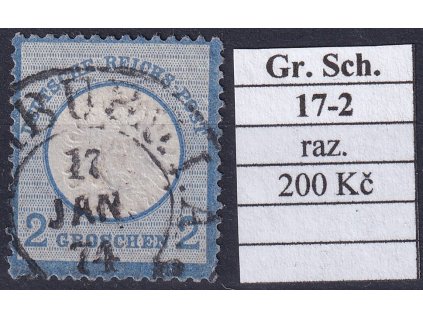 DEUTSCHE REICHS-POST
17
JAN.
74
2 GROSCHEN 2
Gr. Sch.
17-2
raz.
200 Kč